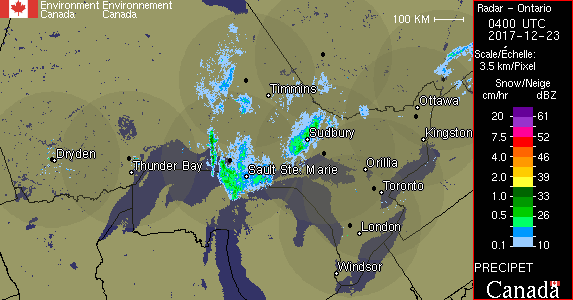 Environment Environnement
Canada Canada
100 KM
Timmins
Ottawa
Sudbury
Kingston
Dryden
Thunder Bay
Sault Ste. Marie
Orillia
Toronto
London
Windsor
Radar - Ontario
0400 UTC
2017-12-23
Scale/Échelle:
3.5 km/Pixel
Snow/Neige
cm/hr dBZ
20 61
7.5 57
5.5 52
4.0 46
2.0 39
1.0 33
0.5 26
0.1 10
PRECIPET
Canada